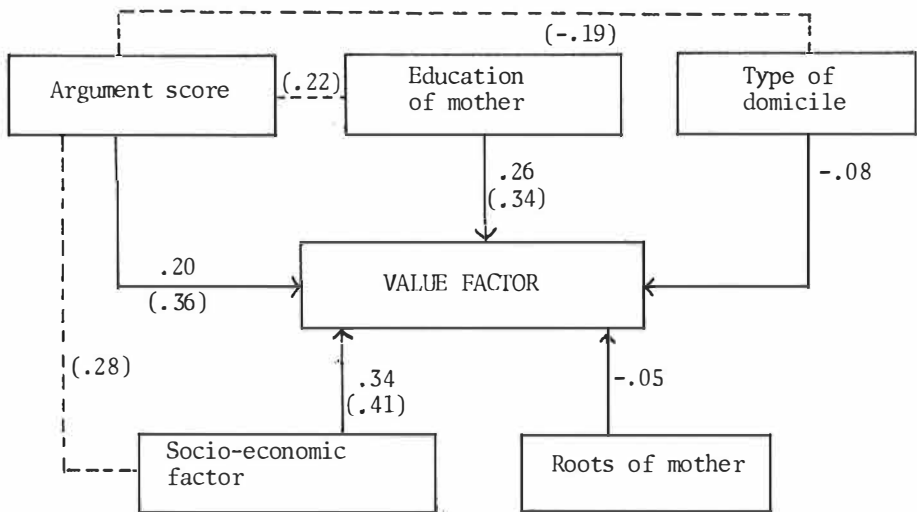 (-.19)
Argument score
(.22)
Education
of mother
Type of
domicile
.26
(.34)
-.08
.20
(.36)
VALUE FACTOR
(.28)
.34
(.41)
-.05
Socio-economic
factor
Roots of mother